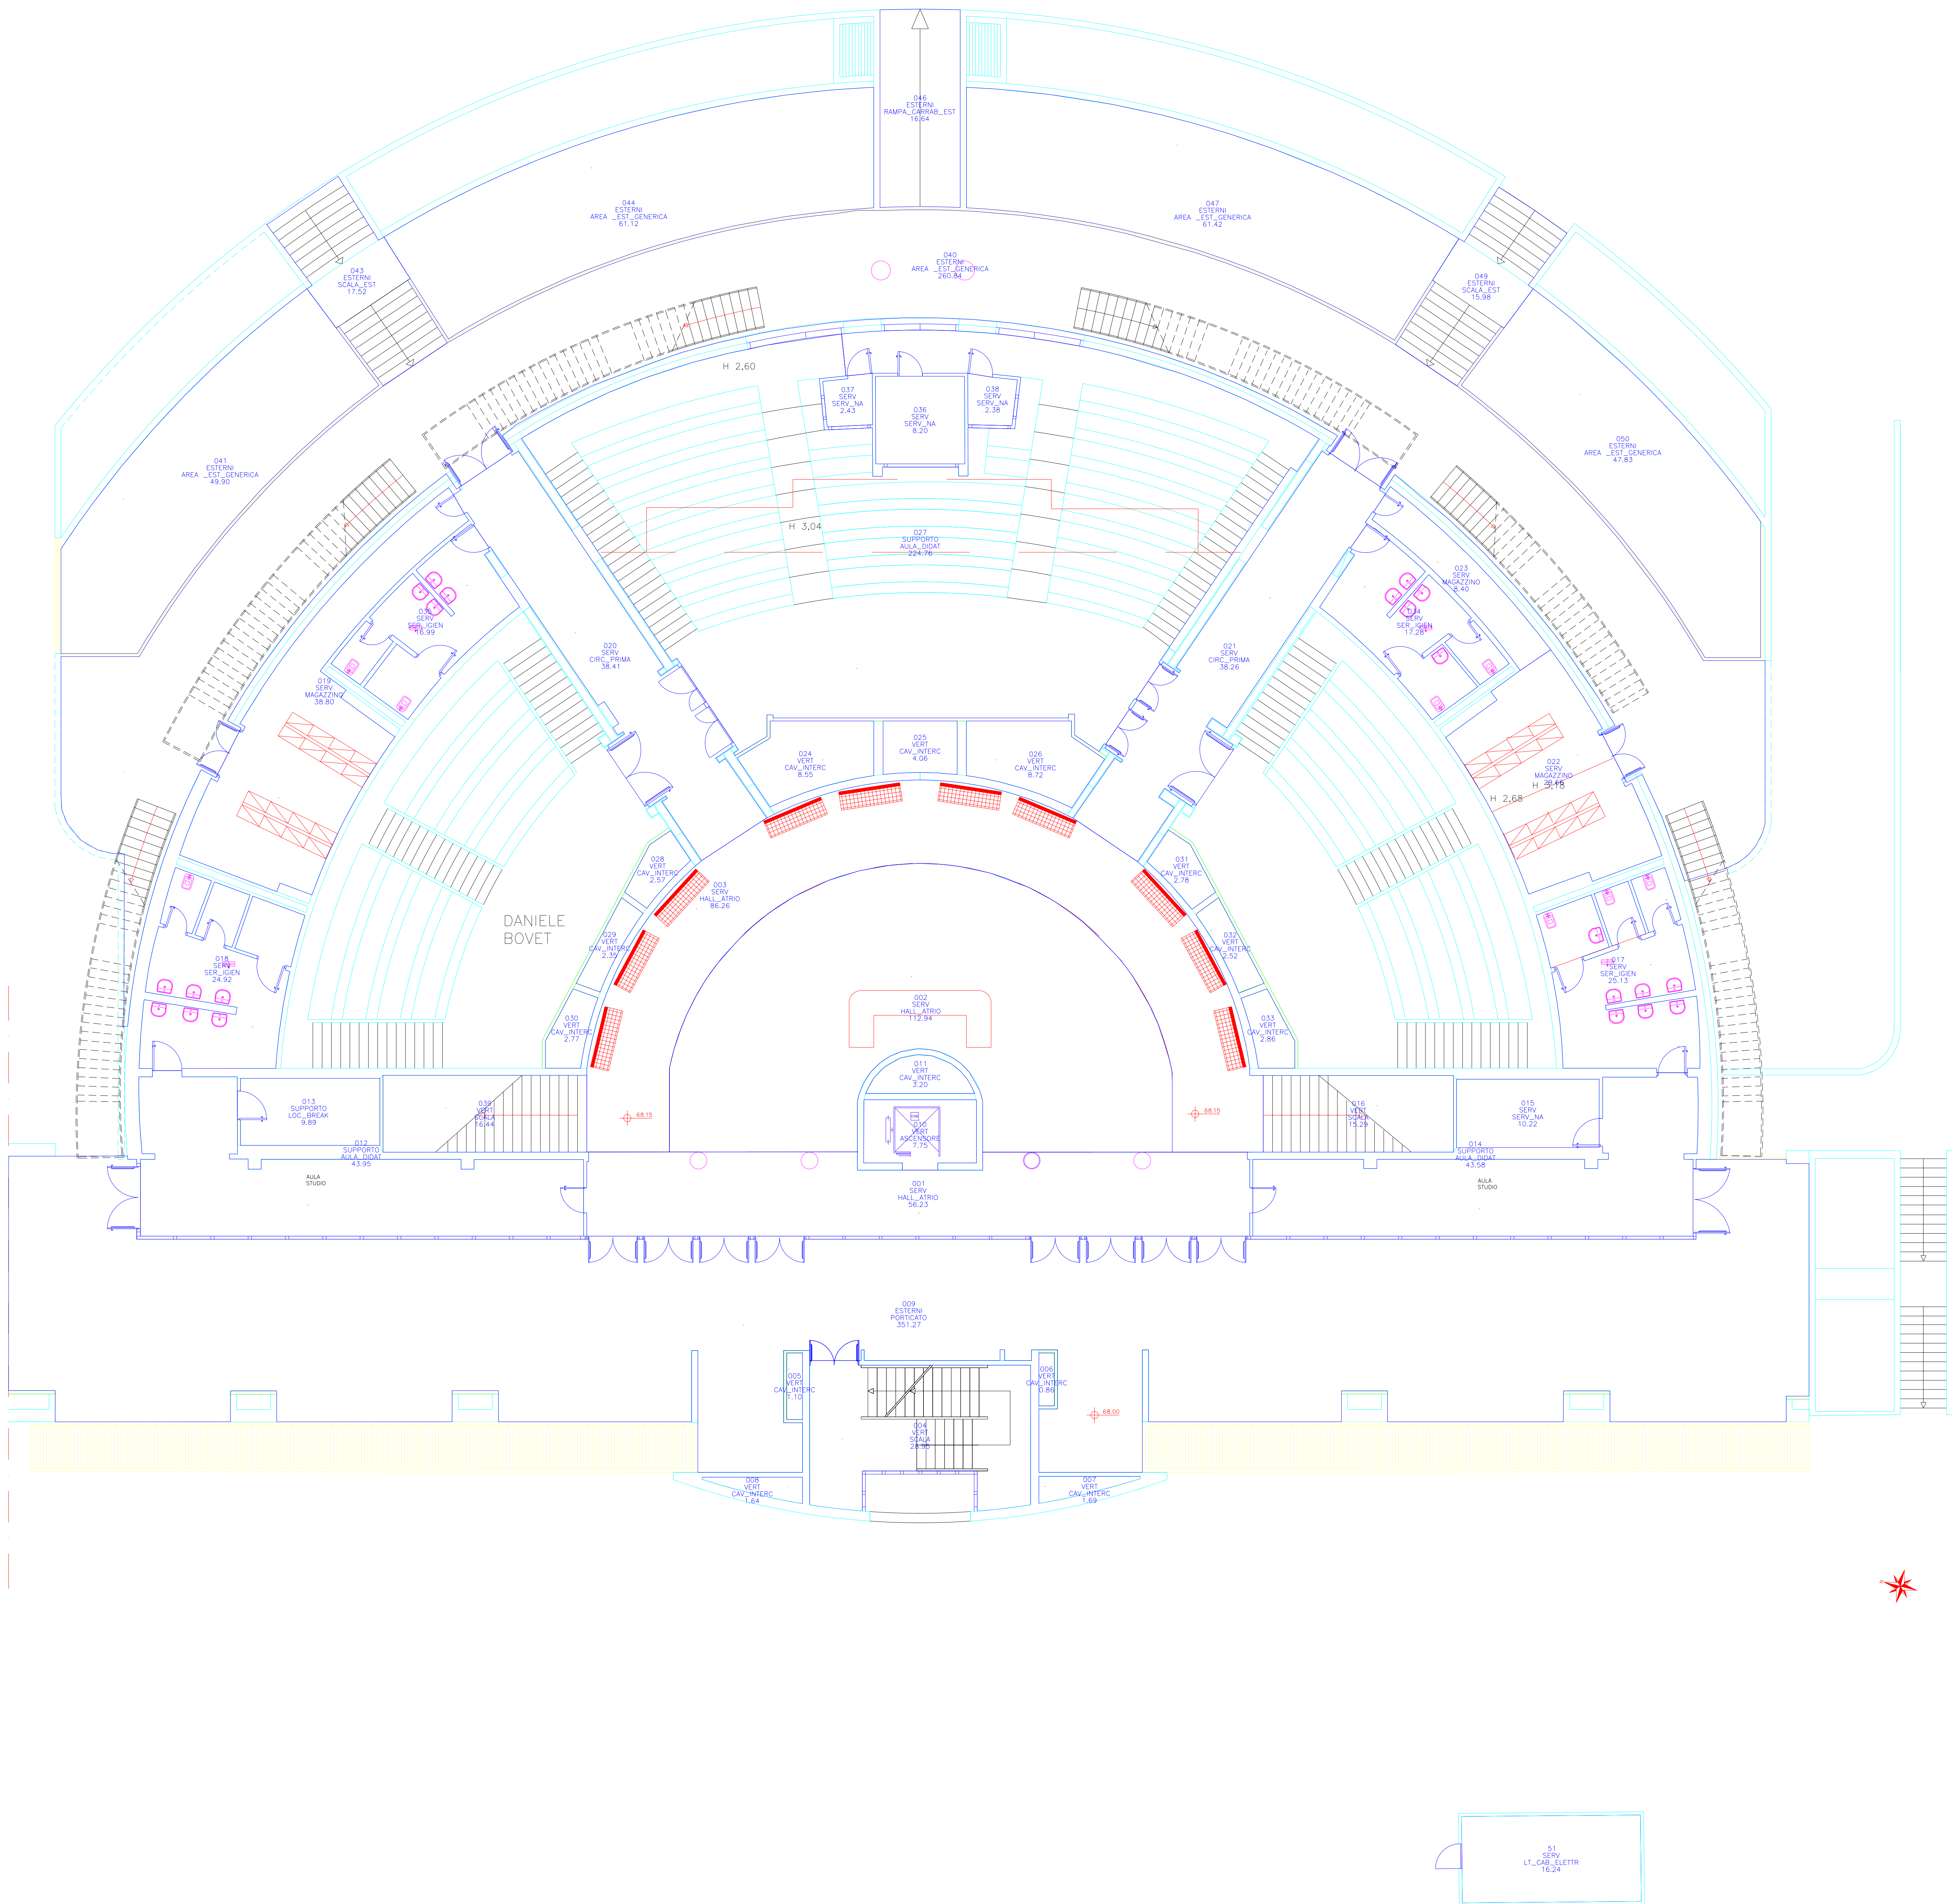 046
ESTERNI
RAMPA_CARRAB_EST
16.64
044
ESTERNI
AREA _EST_GENERICA
61.12
047
ESTERNI
AREA _EST_GENERICA
61.42
040
ESTERNI
AREA _EST_GENERICA
260.84
043
ESTERNI
SCALA_EST
17.52
049
ESTERNI
SCALA_EST
15.98
H 2,60
037
SERV
SERV_NA
2.43
038
SERV
SERV_NA
2.38
036
SERV
SERV_NA
8.20
041
ESTERNI
AREA _EST_GENERICA
49.90
050
ESTERNI
AREA _EST_GENERICA
47.83
H 3,04
027
SUPPORTO
AULA_DIDAT
224.76
023
SERV
MAGAZZINO
8.40
035
SERV
SER_IGIEN
16.99
034
SERV
SER_IGIEN
17.28
020
SERV
CIRC_PRIMA
38.41
021
SERV
CIRC_PRIMA
38.26
019
SERV
MAGAZZINO
38.80
024
VERT
CAV_INTERC
8.55
025
VERT
CAV_INTERC
4.06
026
VERT
CAV_INTERC
8.72
022
SERV
MAGAZZINO
H 3,18
H 2,68
028
VERT
CAV_INTERC
2.57
031
VERT
CAV_INTERC
2.78
003
SERV
HALL_ATRIO
86.26
DANIELE
BOVET
029
VERT
CAV_INTERC
2.35
032
VERT
CAV_INTERC
2.52
018
SERV
SER_IGIEN
24.92
017
SERV
SER_IGIEN
25.13
002
SERV
HALL_ATRIO
112.94
030
VERT
CAV_INTERC
2.77
033
VERT
CAV_INTERC
2.86
011
VERT
CAV_INTERC
3.20
013
SUPPORTO
LOC_BREAK
9.89
039
VERT
SCALA
16.44
68.15
010
VERT
ASCENSORE
7.75
68.15
016
VERT
SCALA
15.29
015
SERV
SERV_NA
10.22
012
SUPPORTO
AULA_DIDAT
43.95
014
SUPPORTO
AULA_DIDAT
43.58
AULA
STUDIO
AULA
STUDIO
001
SERV
HALL_ATRIO
56.23
009
ESTERNI
PORTICATO
351.27
005
VERT
CAV_INTERC
1.10
006
VERT
CAV_INTERC
0.86
68.00
004
VERT
SCALA
28.95
008
VERT
CAV_INTERC
1.64
007
VERT
CAV_INTERC
1.69
51
SERV
LT_CAB_ELETTR
16.24